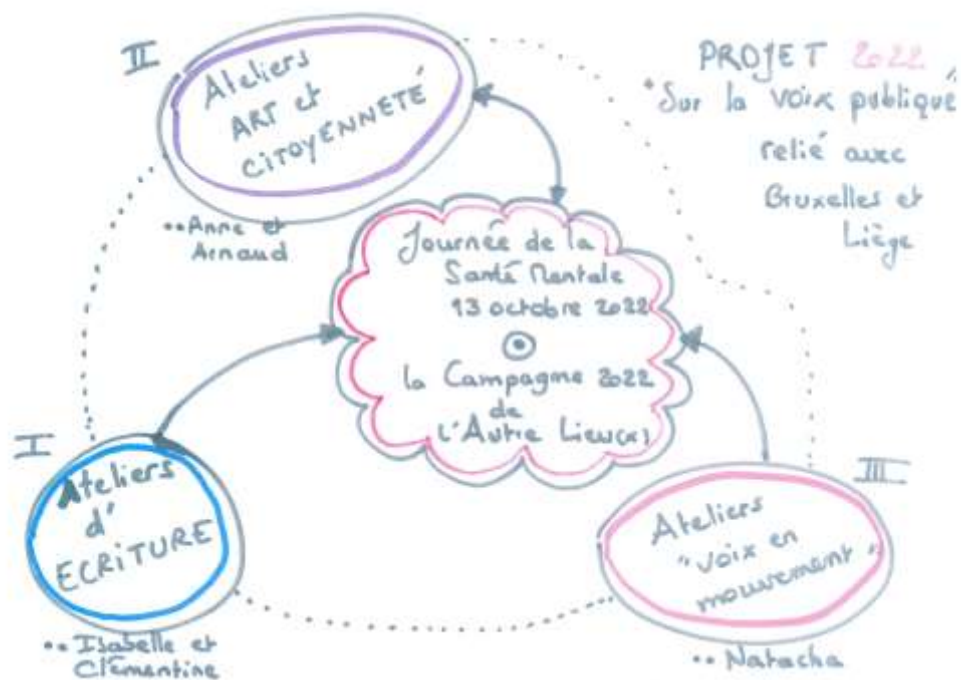 PROJET 2022
"Sur la voix publique"
relié avec
Bruxelles et
Liège
II
Ateliers
ART et
CITOYENNETÉ
•• Anne et
Arnaud
Journée de la
Santé Mentale
13 octobre 2022
la Campagne 2022
de
l'Autre Lieu(x)
I
Ateliers
d'
ECRITURE
•• Isabelle et
Clémentine
III
Ateliers
"voix en
mouvement"
•• Natacha